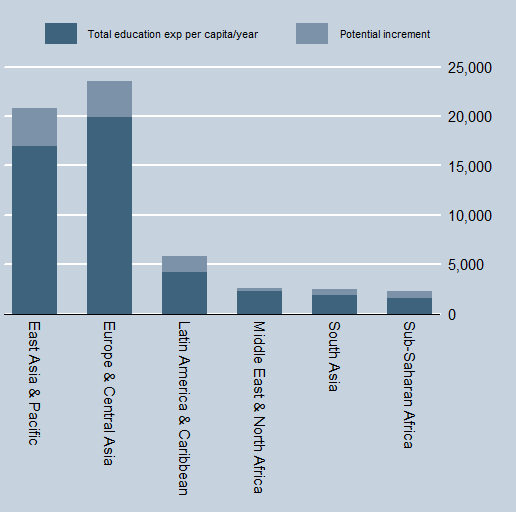 Total education exp per capita/year
Potential increment
25,000
20,000
15,000
10,000
5,000
0
East Asia & Pacific
Europe & Central Asia
Latin America & Caribbean
Middle East & North Africa
South Asia
Sub-Saharan Africa